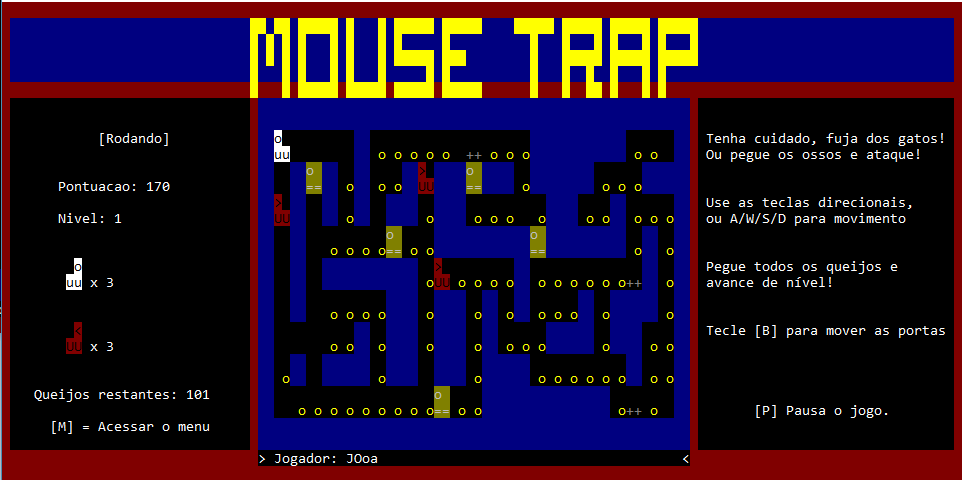 MOUSE TRAP
[Rodando]
Pontuacao: 170
Nivel: 1
x 3
x 3
Queijos restantes: 101
[M] = Acessar o menu
Tenha cuidado, fuja dos gatos!
Ou pegue os ossos e ataque!
Use as teclas direcionais,
ou A/W/S/D para movimento
Pegue todos os queijos e
avance de nível!
Tecle [B] para mover as portas
[P] Pausa o jogo.
> Jogador: JOoa <